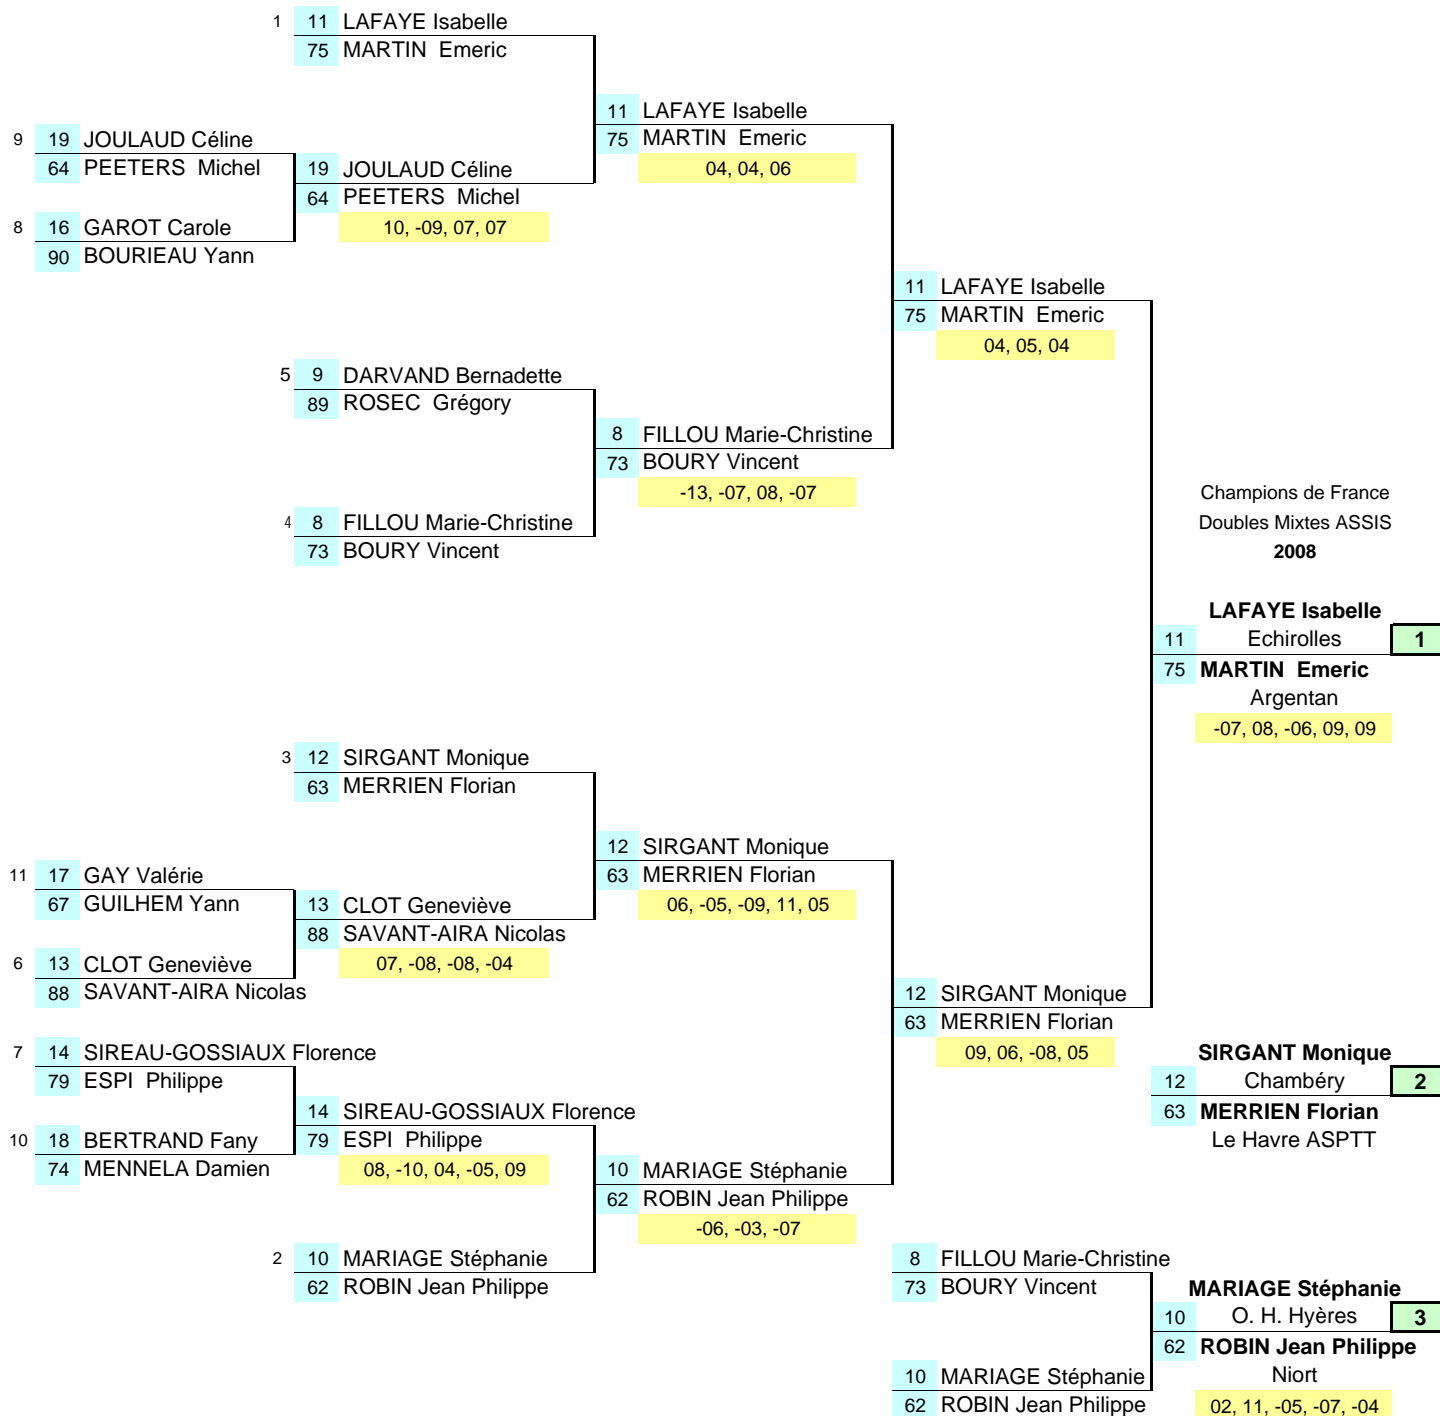 1 11 LAFAYE Isabelle
75 MARTIN Emeric
11 LAFAYE Isabelle
75 MARTIN Emeric
04, 04, 06
9 19 JOULAUD Céline
64 PEETERS Michel
19 JOULAUD Céline
64 PEETERS Michel
10, -09, 07, 07
8 16 GAROT Carole
90 BOURIEAU Yann
11 LAFAYE Isabelle
75 MARTIN Emeric
04, 05, 04
5 9 DARVAND Bernadette
89 ROSEC Grégory
8 FILLOU Marie-Christine
73 BOURY Vincent
-13, -07, 08, -07
4 8 FILLOU Marie-Christine
73 BOURY Vincent
Champions de France
Doubles Mixtes ASSIS
2008
LAFAYE Isabelle
11 Echirolles 1
75 MARTIN Emeric
Argentan
-07, 08, -06, 09, 09
3 12 SIRGANT Monique
63 MERRIEN Florian
12 SIRGANT Monique
63 MERRIEN Florian
06, -05, -09, 11, 05
11 17 GAY Valérie
67 GUILHEM Yann
13 CLOT Geneviève
88 SAVANT-AIRA Nicolas
07, -08, -08, -04
6 13 CLOT Geneviève
88 SAVANT-AIRA Nicolas
12 SIRGANT Monique
63 MERRIEN Florian
09, 06, -08, 05
7 14 SIREAU-GOSSIAUX Florence
79 ESPI Philippe
14 SIREAU-GOSSIAUX Florence
79 ESPI Philippe
08, -10, 04, -05, 09
10 18 BERTRAND Fany
74 MENNELA Damien
10 MARIAGE Stéphanie
62 ROBIN Jean Philippe
-06, -03, -07
2 10 MARIAGE Stéphanie
62 ROBIN Jean Philippe
SIRGANT Monique
12 Chambéry 2
63 MERRIEN Florian
Le Havre ASPTT
8 FILLOU Marie-Christine
73 BOURY Vincent
MARIAGE Stéphanie
10 O. H. Hyères 3
62 ROBIN Jean Philippe
Niort
02, 11, -05, -07, -04
10 MARIAGE Stéphanie
62 ROBIN Jean Philippe